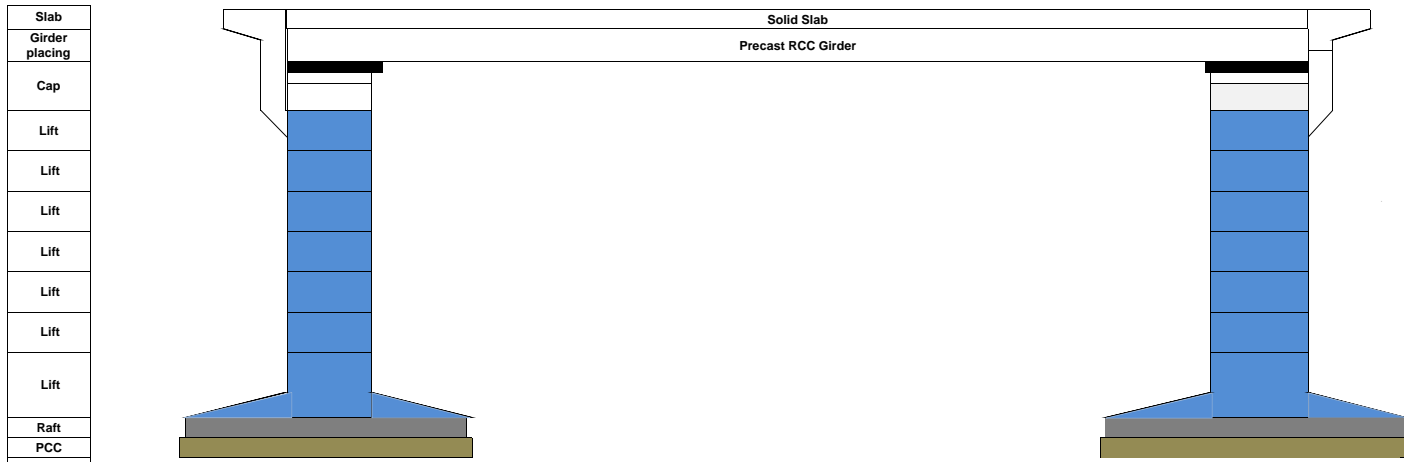 Slab
Solid Slab
Girder
placing
Precast RCC Girder
Cap
Lift
Lift
Lift
Lift
Lift
Lift
Lift
Raft
PCC